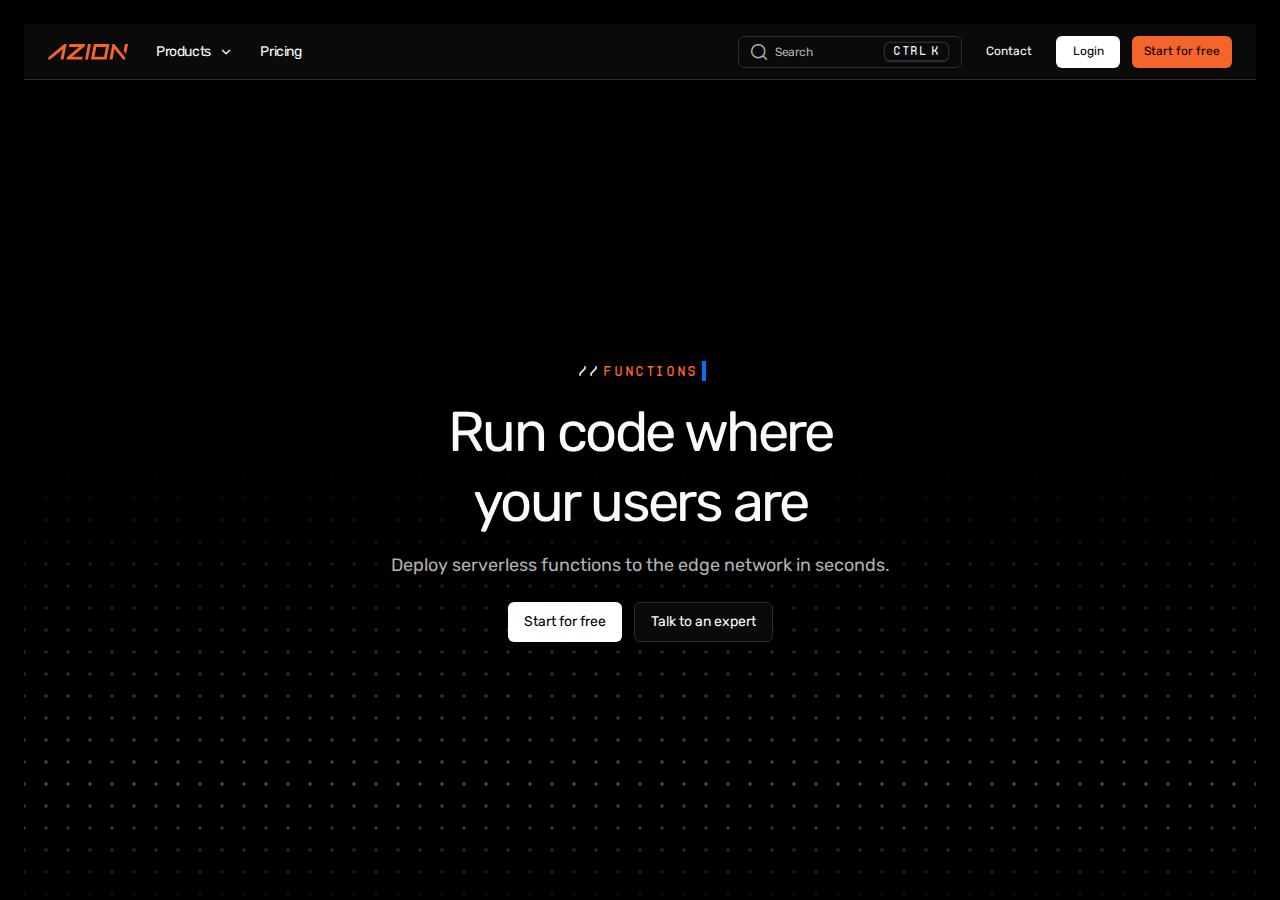 AZION
Products
Pricing
Search
CTRL K
Contact
Login
Start for free
// FUNCTIONS
Run code where
your users are
Deploy serverless functions to the edge network in seconds.
Start for free
Talk to an expert